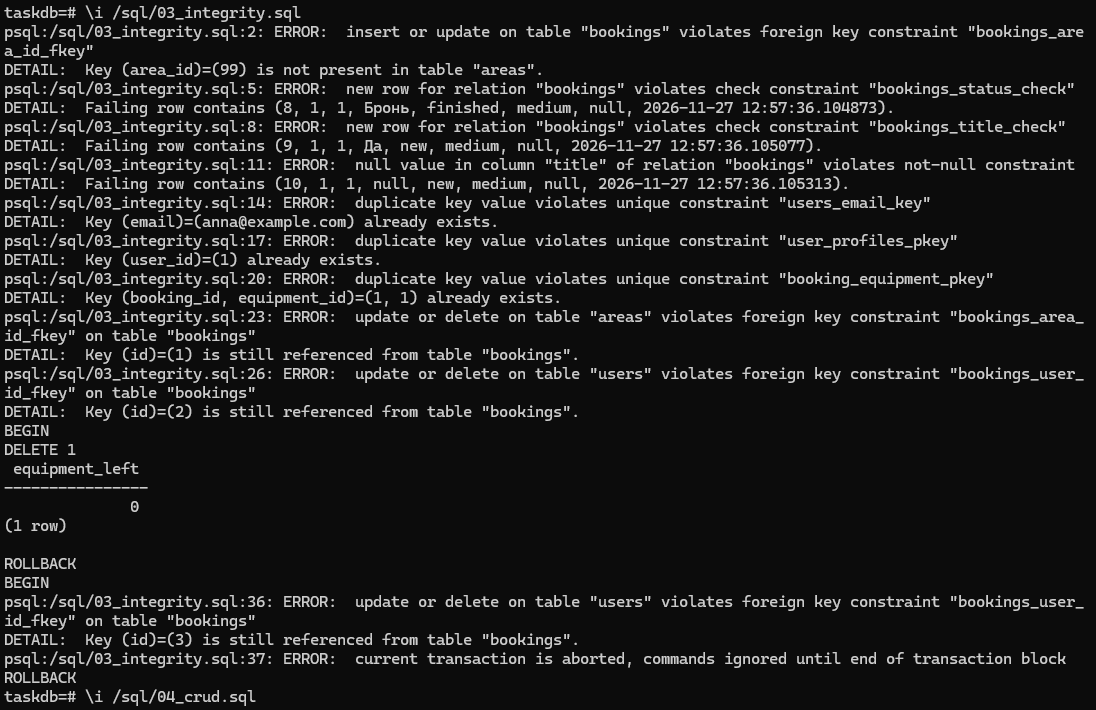 taskdb=# \i /sql/03_integrity.sql
psql:/sql/03_integrity.sql:2: ERROR:  insert or update on table "bookings" violates foreign key constraint "bookings_are
a_id_fkey"
DETAIL:  Key (area_id)=(99) is not present in table "areas".
psql:/sql/03_integrity.sql:5: ERROR:  new row for relation "bookings" violates check constraint "bookings_status_check"
DETAIL:  Failing row contains (8, 1, 1, Бронь, finished, medium, null, 2026-11-27 12:57:36.104873).
psql:/sql/03_integrity.sql:8: ERROR:  new row for relation "bookings" violates check constraint "bookings_title_check"
DETAIL:  Failing row contains (9, 1, 1, Да, new, medium, null, 2026-11-27 12:57:36.105077).
psql:/sql/03_integrity.sql:11: ERROR:  null value in column "title" of relation "bookings" violates not-null constraint
DETAIL:  Failing row contains (10, 1, 1, null, new, medium, null, 2026-11-27 12:57:36.105313).
psql:/sql/03_integrity.sql:14: ERROR:  duplicate key value violates unique constraint "users_email_key"
DETAIL:  Key (email)=(anna@example.com) already exists.
psql:/sql/03_integrity.sql:17: ERROR:  duplicate key value violates unique constraint "user_profiles_pkey"
DETAIL:  Key (user_id)=(1) already exists.
psql:/sql/03_integrity.sql:20: ERROR:  duplicate key value violates unique constraint "booking_equipment_pkey"
DETAIL:  Key (booking_id, equipment_id)=(1, 1) already exists.
psql:/sql/03_integrity.sql:23: ERROR:  update or delete on table "areas" violates foreign key constraint "bookings_area_
id_fkey" on table "bookings"
DETAIL:  Key (id)=(1) is still referenced from table "bookings".
psql:/sql/03_integrity.sql:26: ERROR:  update or delete on table "users" violates foreign key constraint "bookings_user_
id_fkey" on table "bookings"
DETAIL:  Key (id)=(2) is still referenced from table "bookings".
BEGIN
DELETE 1
 equipment_left
----------------
              0
(1 row)

ROLLBACK
BEGIN
psql:/sql/03_integrity.sql:36: ERROR:  update or delete on table "users" violates foreign key constraint "bookings_user_
id_fkey" on table "bookings"
DETAIL:  Key (id)=(3) is still referenced from table "bookings".
psql:/sql/03_integrity.sql:37: ERROR:  current transaction is aborted, commands ignored until end of transaction block
ROLLBACK
taskdb=# \i /sql/04_crud.sql